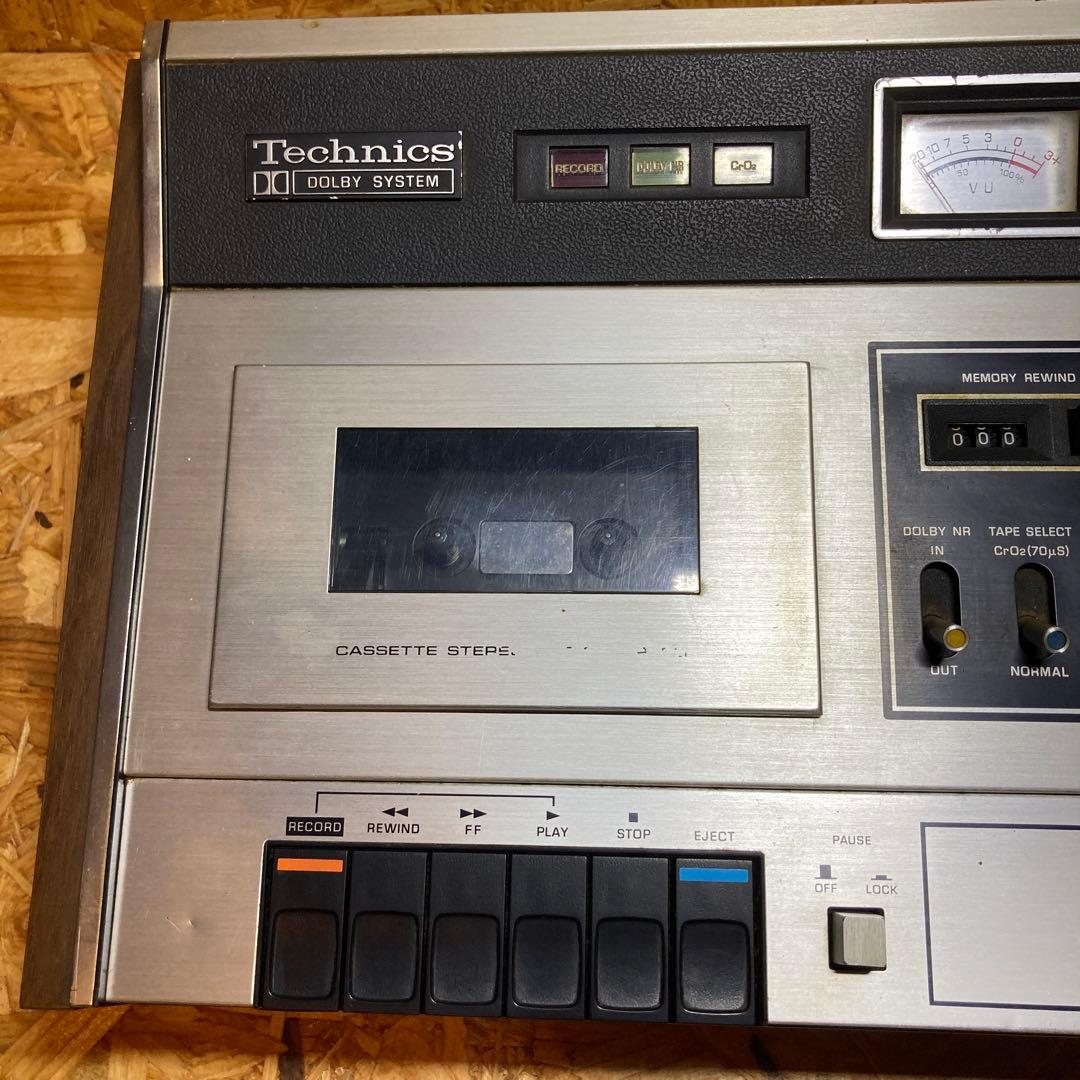 Technics
DOLBY SYSTEM
RECORD
DOLBY NR
CrO2
20 10 7 5 3 0 3+
50 100%
VU
MEMORY REWIND
0 0 0
DOLBY NR TAPE SELECT
IN CrO2(70μS)
OUT NORMAL
CASSETTE
RECORD REWIND FF PLAY STOP EJECT
PAUSE
OFF LOCK